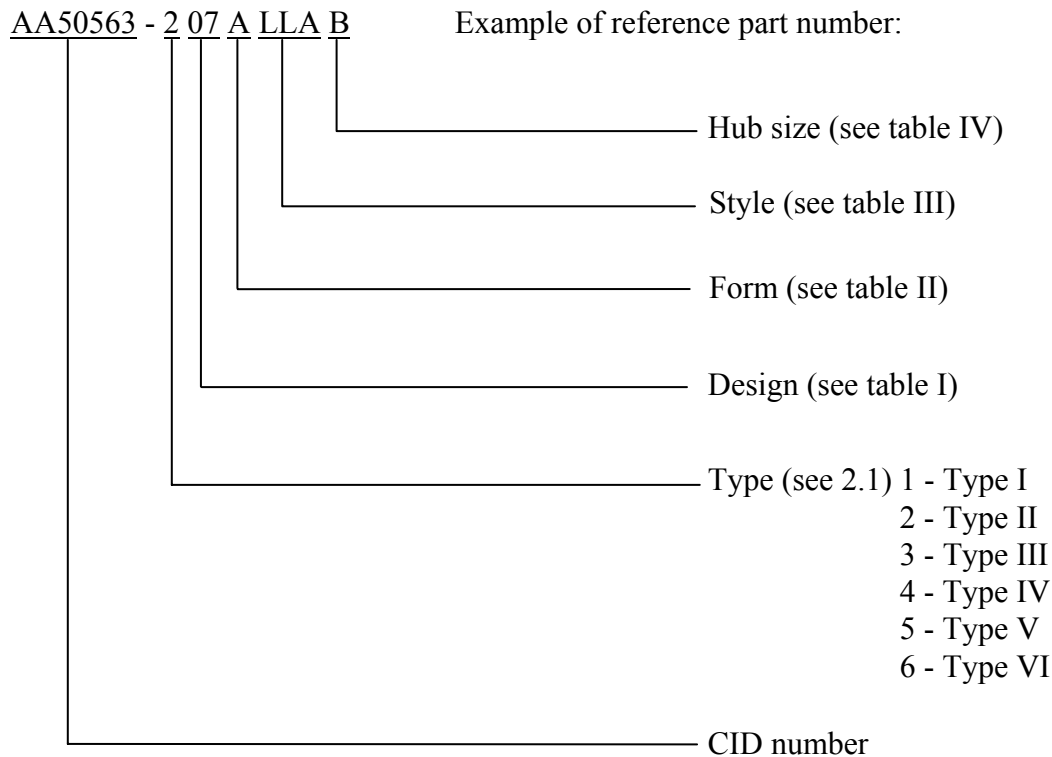 AA50563 - 2 07 A LLA B Example of reference part number:
Hub size (see table IV)
Style (see table III)
Form (see table II)
Design (see table I)
Type (see 2.1) 1 - Type I
2 - Type II
3 - Type III
4 - Type IV
5 - Type V
6 - Type VI
CID number